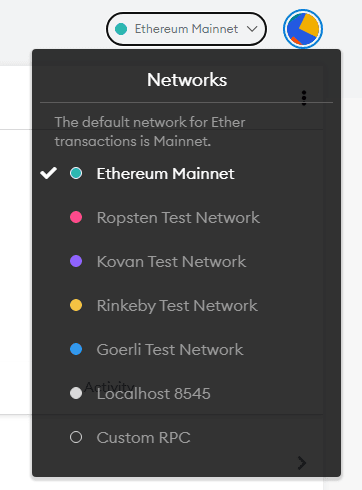 Ethereum Mainnet
Networks
The default network for Ether
transactions is Mainnet.
Ethereum Mainnet
Ropsten Test Network
Kovan Test Network
Rinkeby Test Network
Goerli Test Network
Activity
Localhost 8545
Custom RPC